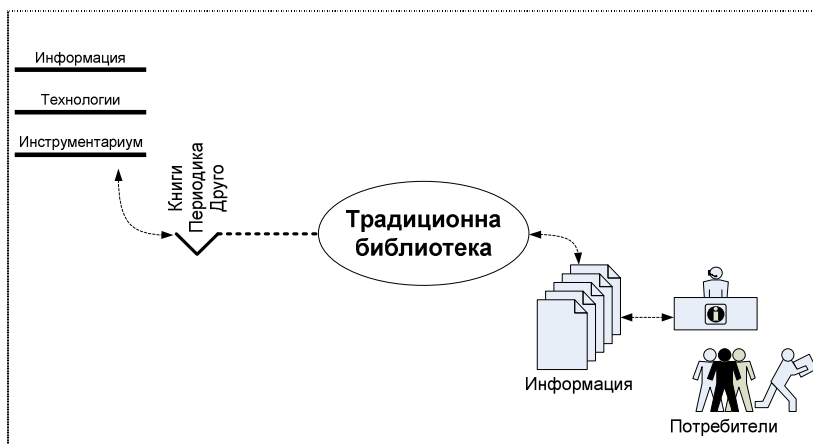 Информация
Технологии
Инструментариум
Книги
Периодика
Друго
Традиционна
библиотека
i
Информация
Потребители